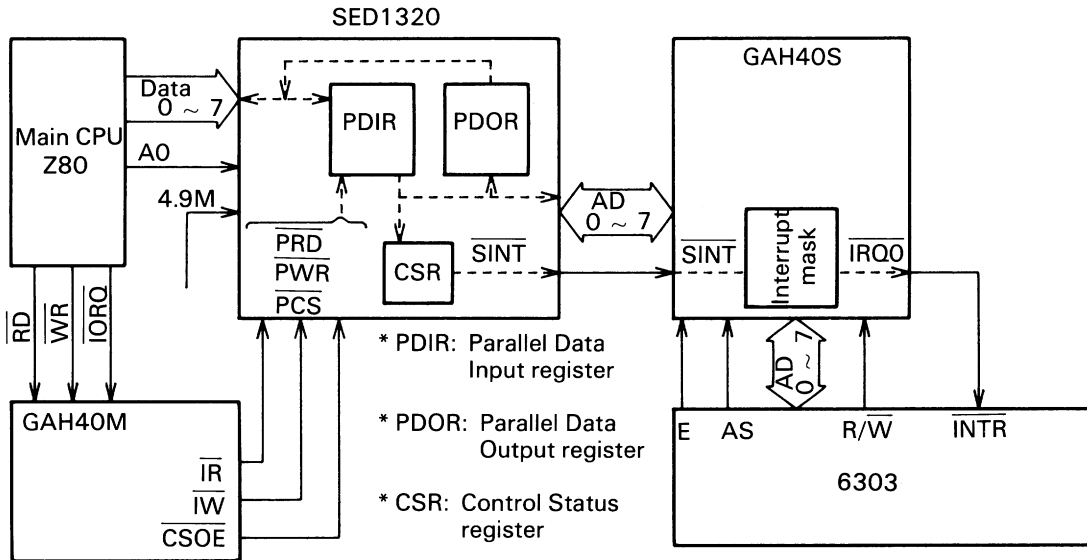 SED1320
Main CPU
Z80
Data
0 ~ 7
A0
4.9M
PDIR
PDOR
PRD
PWR
PCS
CSR
SINT
AD
0 ~ 7
GAH40S
SINT
Interrupt
mask
IRQ0
RD
WR
IORQ
GAH40M
IR
IW
CSOE
* PDIR: Parallel Data
Input register
* PDOR: Parallel Data
Output register
* CSR: Control Status
register
AD
0 ~ 7
E
AS
R/W
INTR
6303